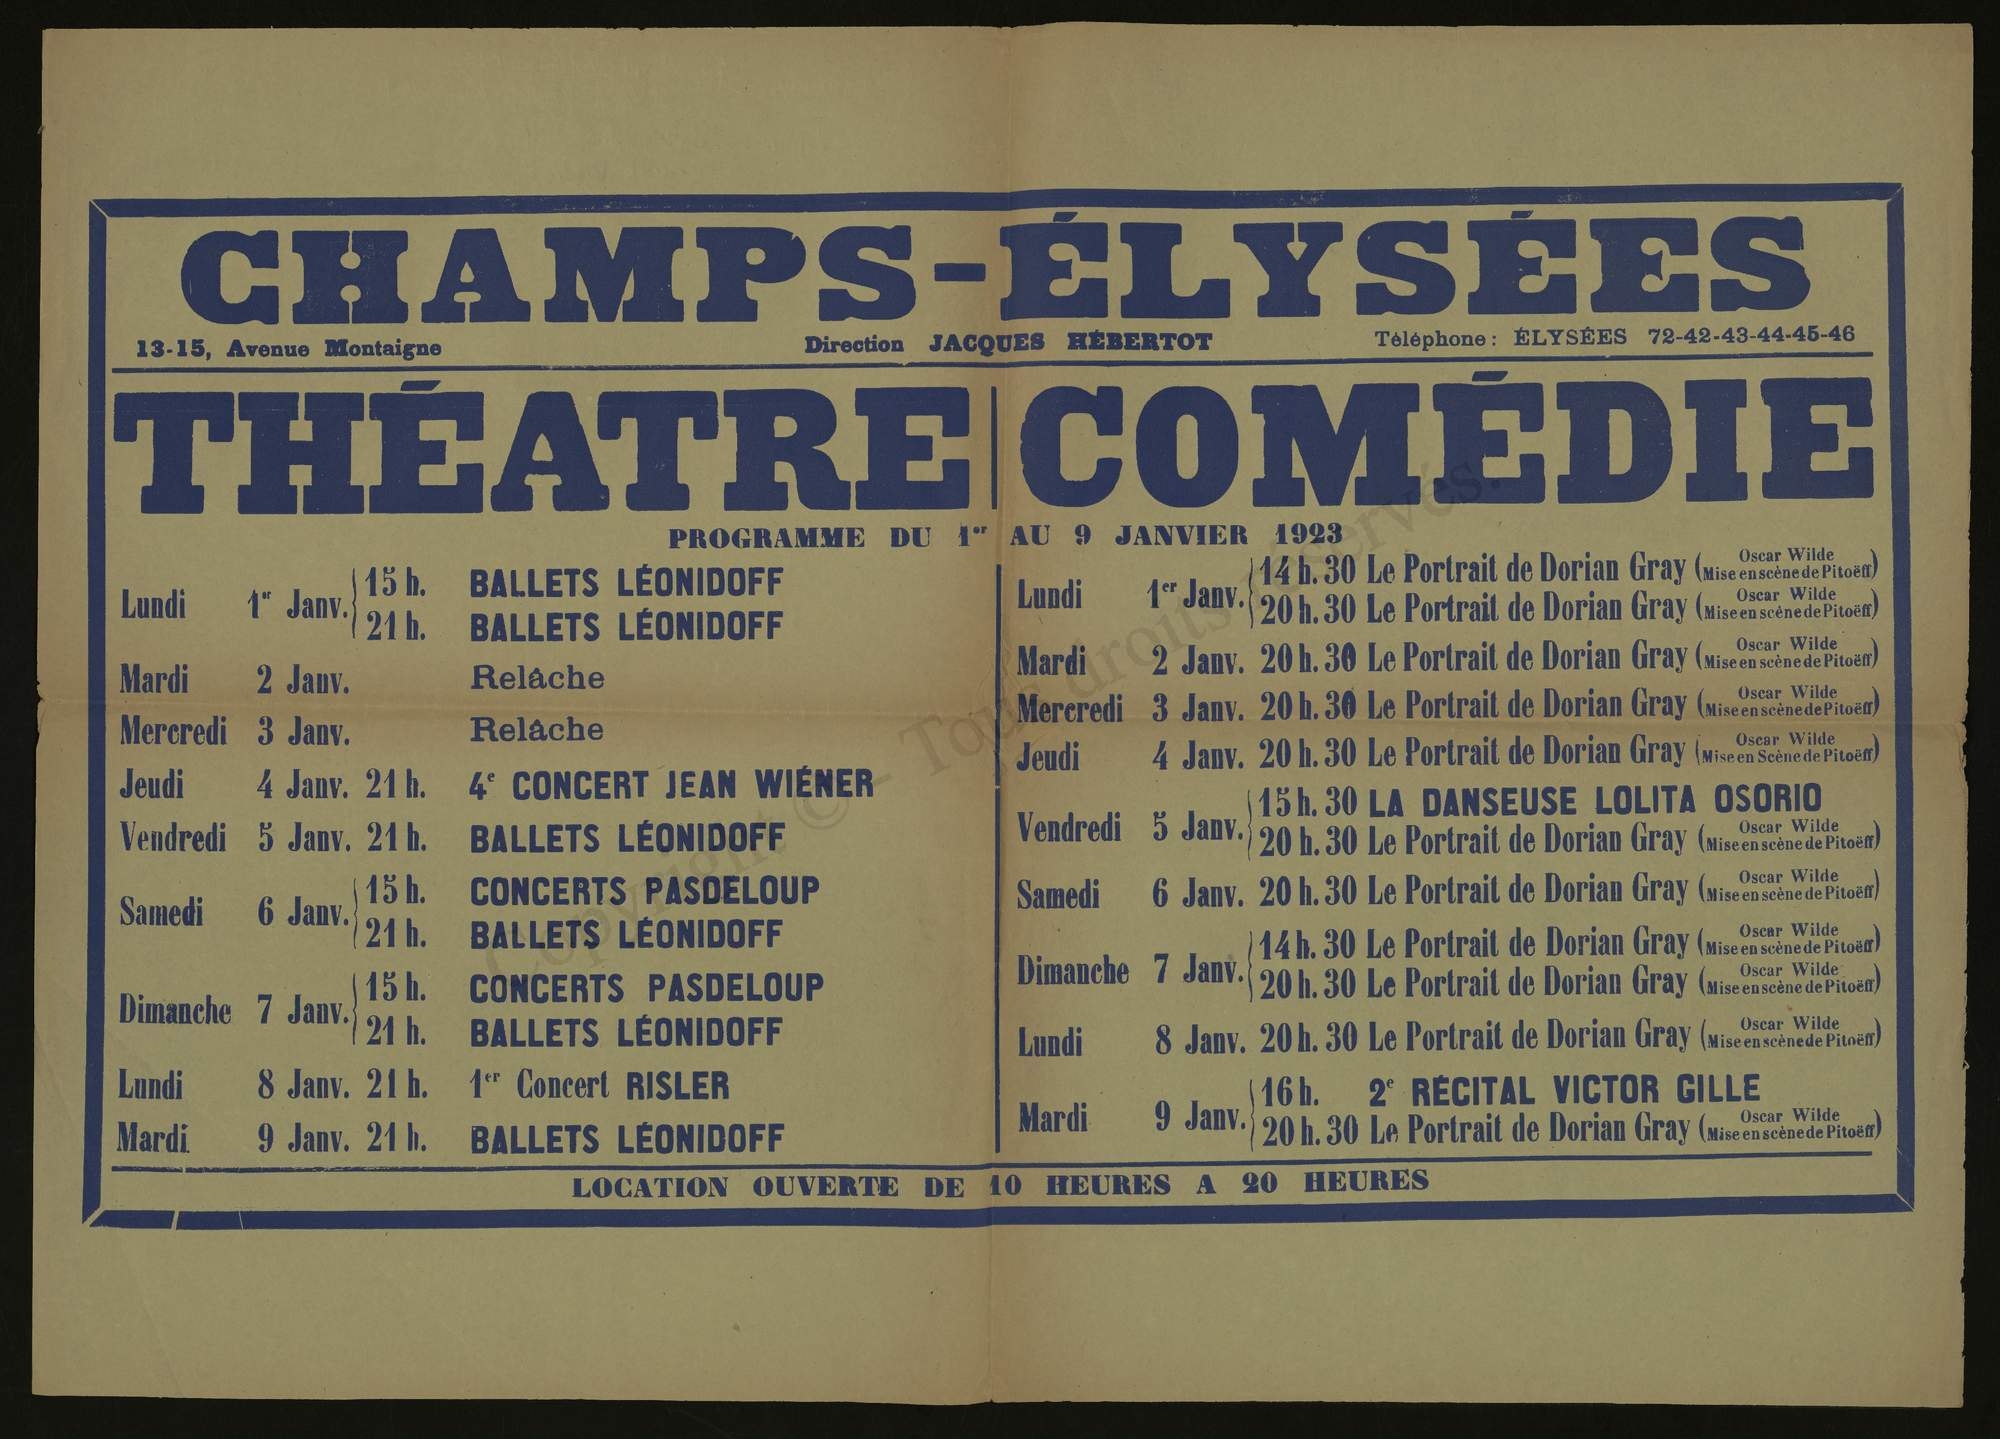 CHAMPS-ÉLYSÉES
13-15, Avenue Montaigne Direction JACQUES HÉBERTOT Téléphone: ÉLYSÉES 72-42-43-44-45-46
THÉATRE COMÉDIE
PROGRAMME DU 1er AU 9 JANVIER 1923
Lundi 1er Janv. 15 h. BALLETS LÉONIDOFF
21 h. BALLETS LÉONIDOFF
Mardi 2 Janv. Relâche
Mercredi 3 Janv. Relâche
Jeudi 4 Janv. 21 h. 4e CONCERT JEAN WIÉNER
Vendredi 5 Janv. 21 h. BALLETS LÉONIDOFF
Samedi 6 Janv. 15 h. CONCERTS PASDELOUP
21 h. BALLETS LÉONIDOFF
Dimanche 7 Janv. 15 h. CONCERTS PASDELOUP
21 h. BALLETS LÉONIDOFF
Lundi 8 Janv. 21 h. 1er Concert RISLER
Mardi 9 Janv. 21 h. BALLETS LÉONIDOFF
Lundi 1er Janv. 14 h. 30 Le Portrait de Dorian Gray (Oscar Wilde Mise en scène de Pitoëff)
20 h. 30 Le Portrait de Dorian Gray (Oscar Wilde Mise en scène de Pitoëff)
Mardi 2 Janv. 20 h. 30 Le Portrait de Dorian Gray (Oscar Wilde Mise en scène de Pitoëff)
Mercredi 3 Janv. 20 h. 30 Le Portrait de Dorian Gray (Oscar Wilde Mise en scène de Pitoëff)
Jeudi 4 Janv. 20 h. 30 Le Portrait de Dorian Gray (Oscar Wilde Mise en Scène de Pitoëff)
Vendredi 5 Janv. 15 h. 30 LA DANSEUSE LOLITA OSORIO
20 h. 30 Le Portrait de Dorian Gray (Oscar Wilde Mise en scène de Pitoëff)
Samedi 6 Janv. 20 h. 30 Le Portrait de Dorian Gray (Oscar Wilde Mise en scène de Pitoëff)
Dimanche 7 Janv. 14 h. 30 Le Portrait de Dorian Gray (Oscar Wilde Mise en scène de Pitoëff)
20 h. 30 Le Portrait de Dorian Gray (Oscar Wilde Mise en scène de Pitoëff)
Lundi 8 Janv. 20 h. 30 Le Portrait de Dorian Gray (Oscar Wilde Mise en scène de Pitoëff)
Mardi 9 Janv. 16 h. 2e RÉCITAL VICTOR GILLE
20 h. 30 Le Portrait de Dorian Gray (Oscar Wilde Mise en scène de Pitoëff)
LOCATION OUVERTE DE 10 HEURES A 20 HEURES
Copyright © - Tous droits réservés.